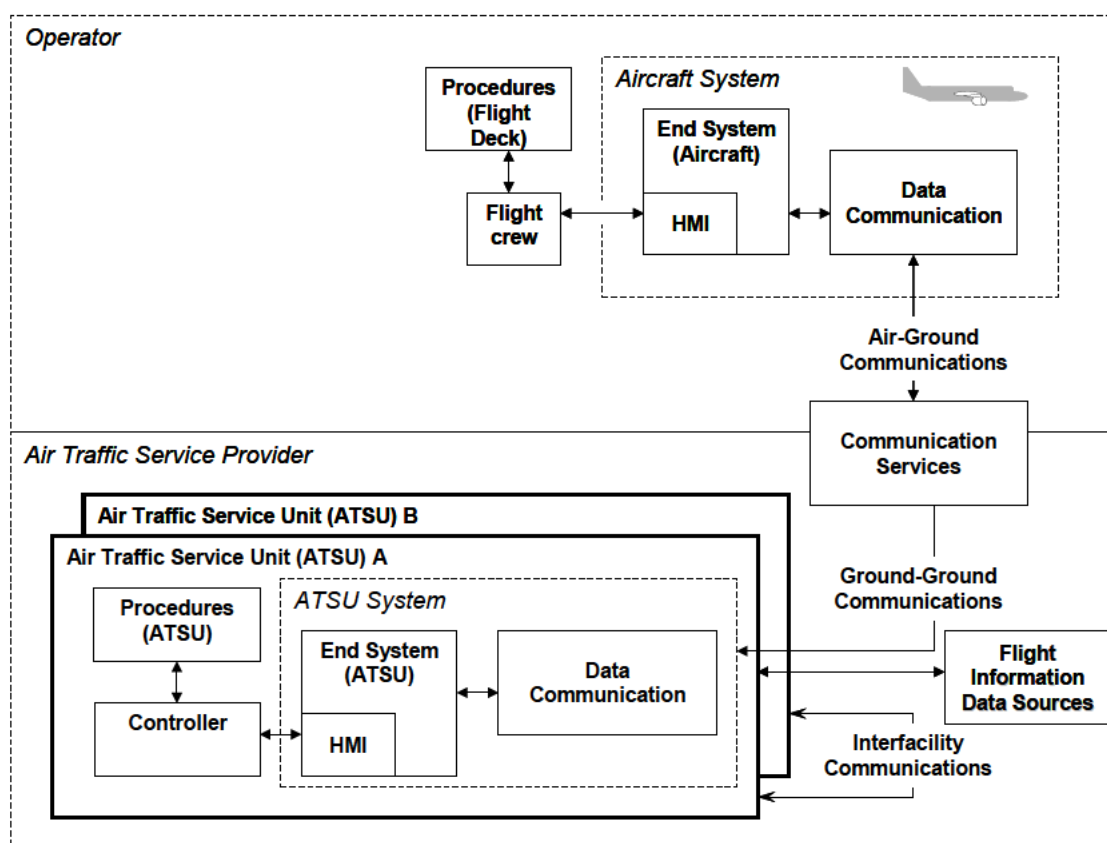 Operator
Aircraft System
Procedures
(Flight
Deck)
End System
(Aircraft)
HMI
Data
Communication
Flight
crew
Air-Ground
Communications
Communication
Services
Air Traffic Service Provider
Air Traffic Service Unit (ATSU) B
Air Traffic Service Unit (ATSU) A
ATSU System
Procedures
(ATSU)
End System
(ATSU)
HMI
Data
Communication
Controller
Ground-Ground
Communications
Flight
Information
Data Sources
Interfacility
Communications